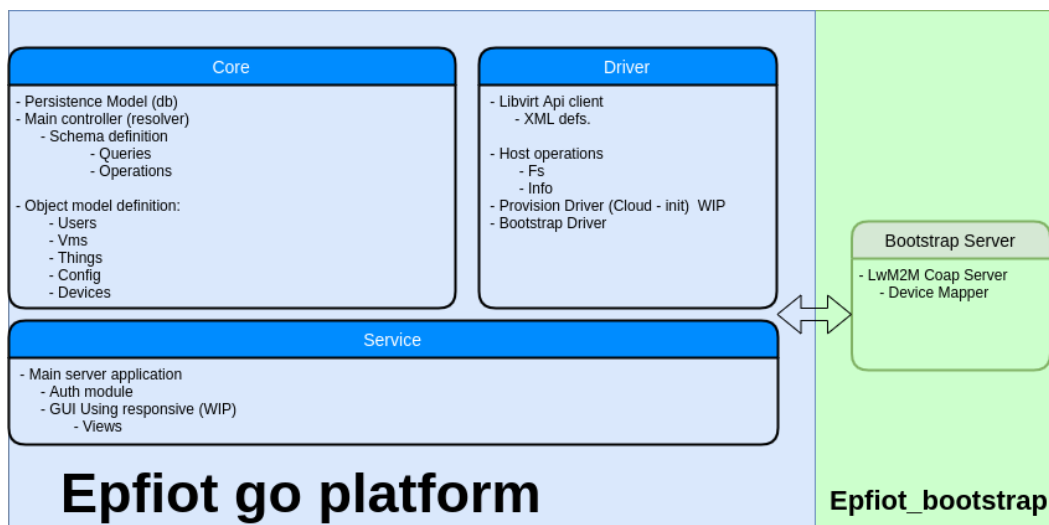 Core
- Persistence Model (db)
- Main controller (resolver)
- Schema definition
- Queries
- Operations
- Object model definition:
- Users
- Vms
- Things
- Config
- Devices
Driver
- Libvirt Api client
- XML defs.
- Host operations
- Fs
- Info
- Provision Driver (Cloud - init) WIP
- Bootstrap Driver
Service
- Main server application
- Auth module
- GUI Using responsive (WIP)
- Views
Epfiot go platform
Bootstrap Server
- LwM2M Coap Server
- Device Mapper
Epfiot_bootstrap